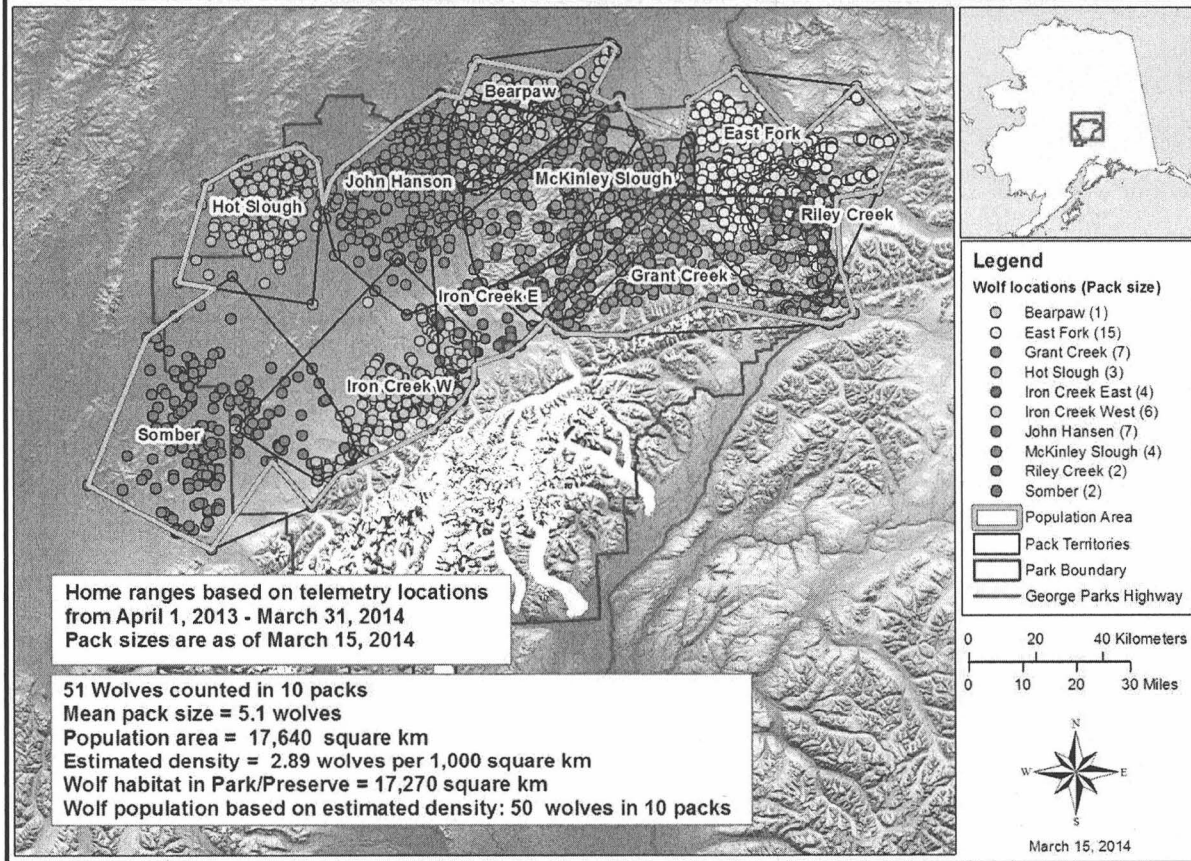 Bearpaw
East Fork
John Hanson
McKinley Slough
Hot Slough
Riley Creek
Grant Creek
Iron Creek E
Iron Creek W
Somber
Home ranges based on telemetry locations
from April 1, 2013 - March 31, 2014
Pack sizes are as of March 15, 2014
51 Wolves counted in 10 packs
Mean pack size = 5.1 wolves
Population area = 17,640 square km
Estimated density = 2.89 wolves per 1,000 square km
Wolf habitat in Park/Preserve = 17,270 square km
Wolf population based on estimated density: 50 wolves in 10 packs
Legend
Wolf locations (Pack size)
Bearpaw (1)
East Fork (15)
Grant Creek (7)
Hot Slough (3)
Iron Creek East (4)
Iron Creek West (6)
John Hansen (7)
McKinley Slough (4)
Riley Creek (2)
Somber (2)
Population Area
Pack Territories
Park Boundary
George Parks Highway
0 20 40 Kilometers
0 10 20 30 Miles
N
W E
S
March 15, 2014